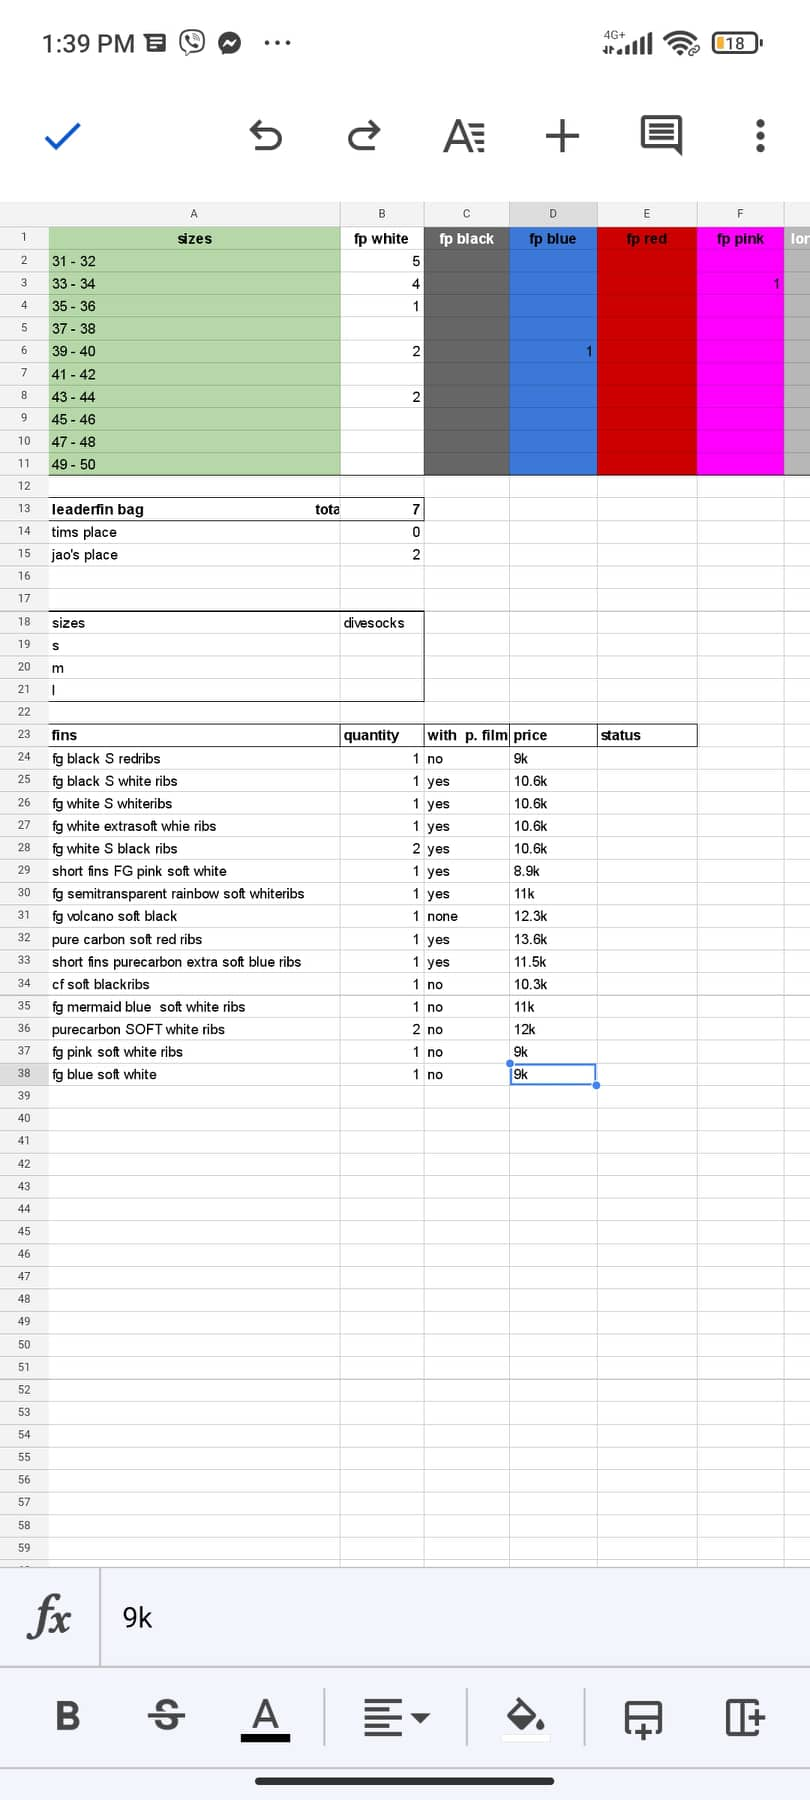 1:39 PM
4G+
18
A B C D E F
1 sizes fp white fp black fp blue fp red fp pink lor
2 31 - 32 5
3 33 - 34 4 1
4 35 - 36 1
5 37 - 38
6 39 - 40 2 1
7 41 - 42
8 43 - 44 2
9 45 - 46
10 47 - 48
11 49 - 50
12
13 leaderfin bag tota 7
14 tims place 0
15 jao's place 2
16
17
18 sizes divesocks
19 s
20 m
21 l
22
23 fins quantity with p. film price status
24 fg black S redribs 1 no 9k
25 fg black S white ribs 1 yes 10.6k
26 fg white S whiteribs 1 yes 10.6k
27 fg white extrasoft whie ribs 1 yes 10.6k
28 fg white S black ribs 2 yes 10.6k
29 short fins FG pink soft white 1 yes 8.9k
30 fg semitransparent rainbow soft whiteribs 1 yes 11k
31 fg volcano soft black 1 none 12.3k
32 pure carbon soft red ribs 1 yes 13.6k
33 short fins purecarbon extra soft blue ribs 1 yes 11.5k
34 cf soft blackribs 1 no 10.3k
35 fg mermaid blue soft white ribs 1 no 11k
36 purecarbon SOFT white ribs 2 no 12k
37 fg pink soft white ribs 1 no 9k
38 fg blue soft white 1 no 9k
39
40
41
42
43
44
45
46
47
48
49
50
51
52
53
54
55
56
57
58
59
fx 9k
B S A